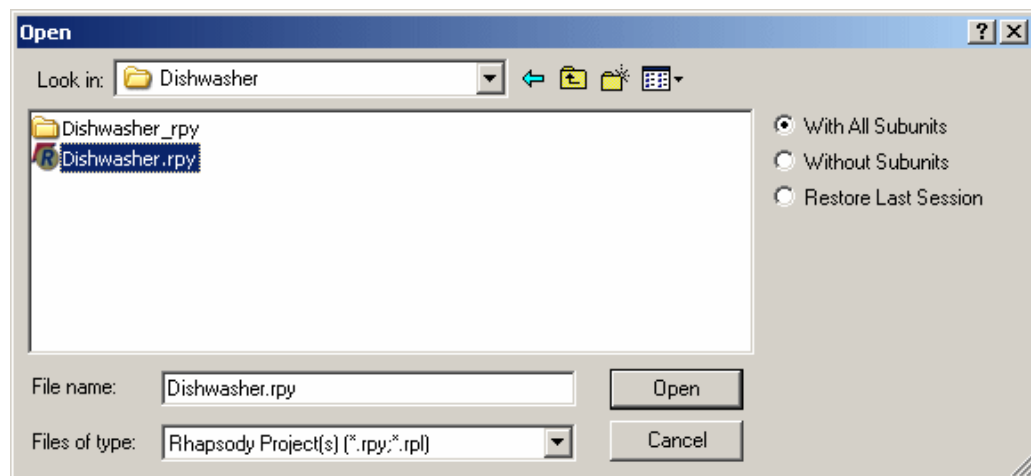 Open
Look in: Dishwasher
Dishwasher_rpy
Dishwasher.rpy
With All Subunits
Without Subunits
Restore Last Session
File name: Dishwasher.rpy Open
Files of type: Rhapsody Project(s) (*.rpy;*.rpl) Cancel